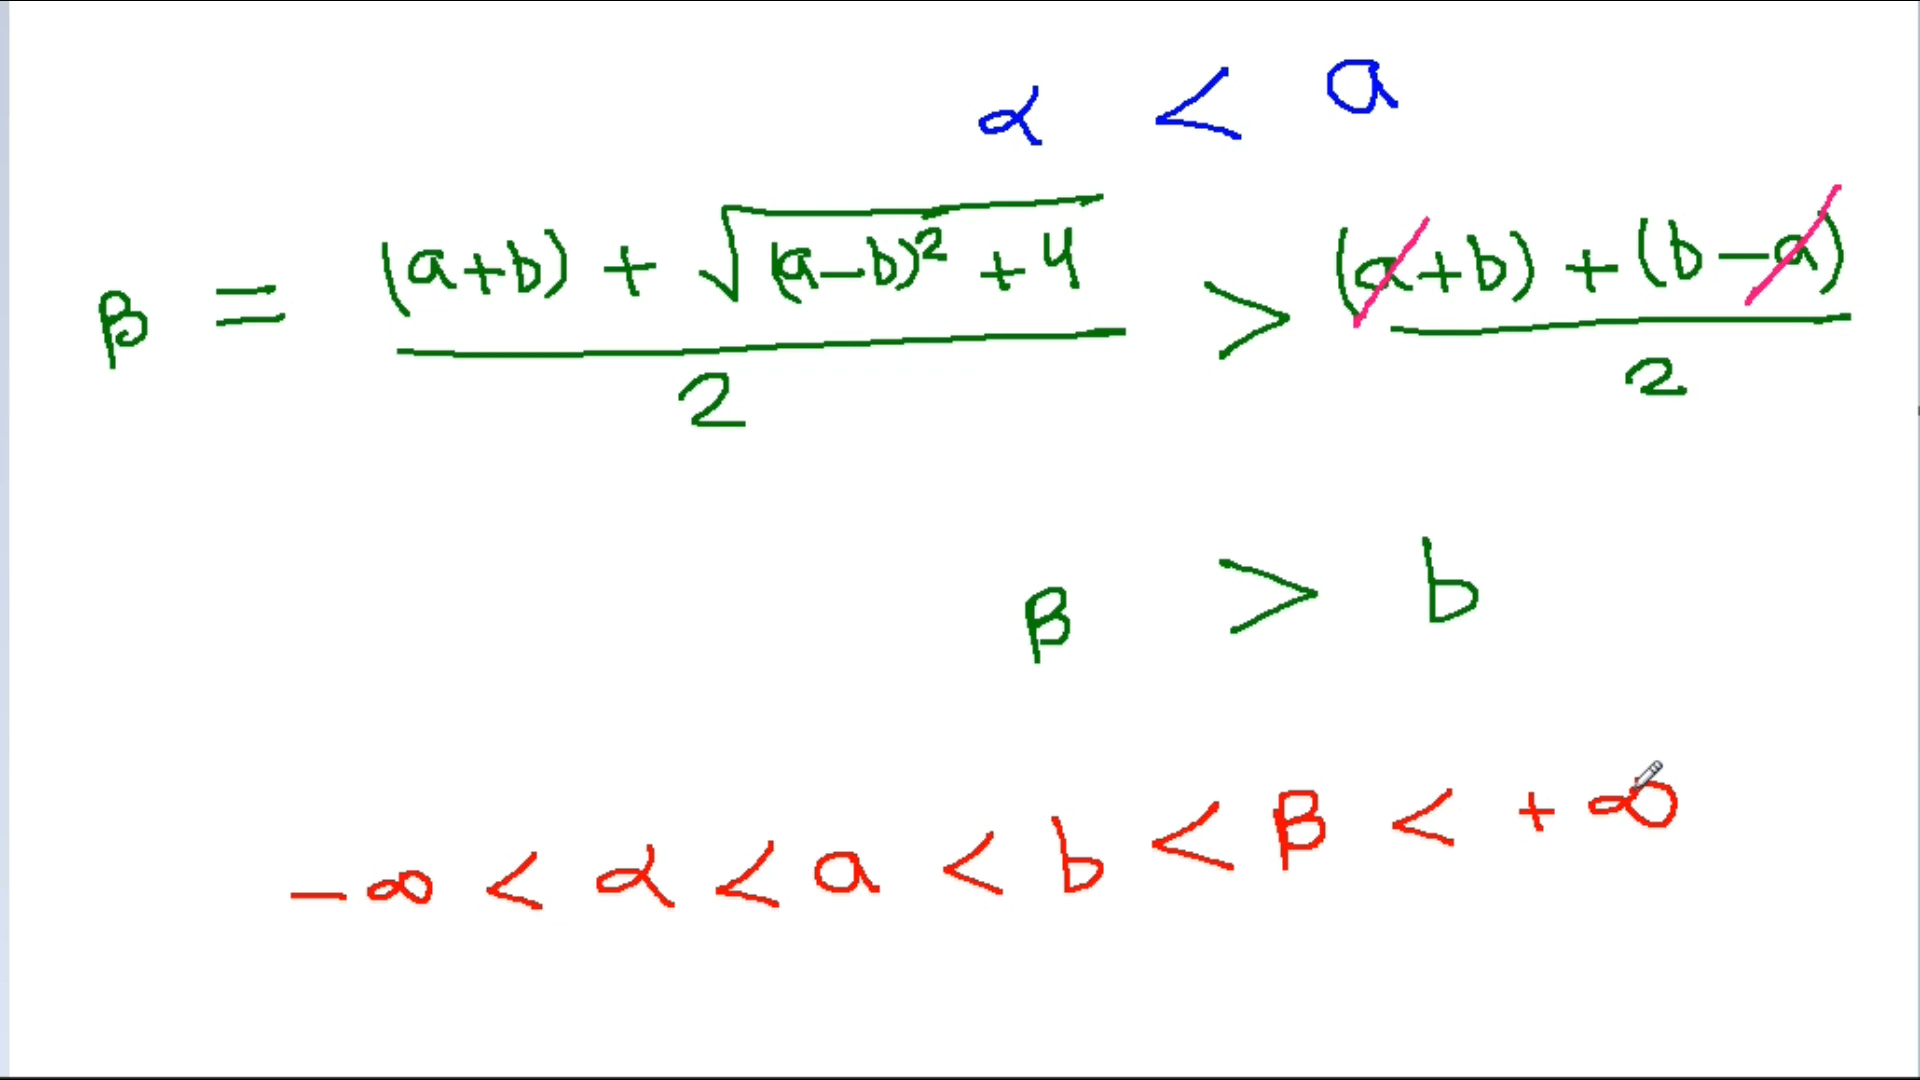 α < a
β = (a+b) + √(a-b)² + 4 / 2 > (a+b) + (b-a) / 2
β > b
-∞ < α < a < b < β < +∞